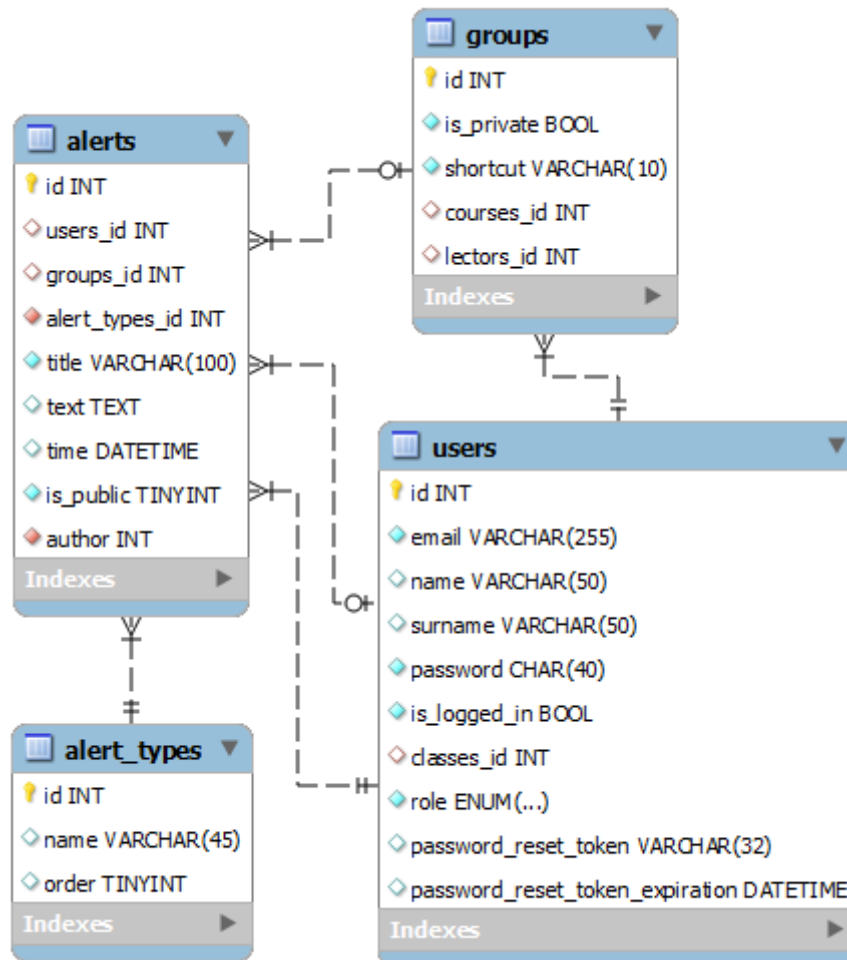 groups
id INT
is_private BOOL
shortcut VARCHAR(10)
courses_id INT
lectors_id INT
Indexes
alerts
id INT
users_id INT
groups_id INT
alert_types_id INT
title VARCHAR(100)
text TEXT
time DATETIME
is_public TINYINT
author INT
Indexes
users
id INT
email VARCHAR(255)
name VARCHAR(50)
surname VARCHAR(50)
password CHAR(40)
is_logged_in BOOL
classes_id INT
role ENUM(...)
password_reset_token VARCHAR(32)
password_reset_token_expiration DATETIME
Indexes
alert_types
id INT
name VARCHAR(45)
order TINYINT
Indexes